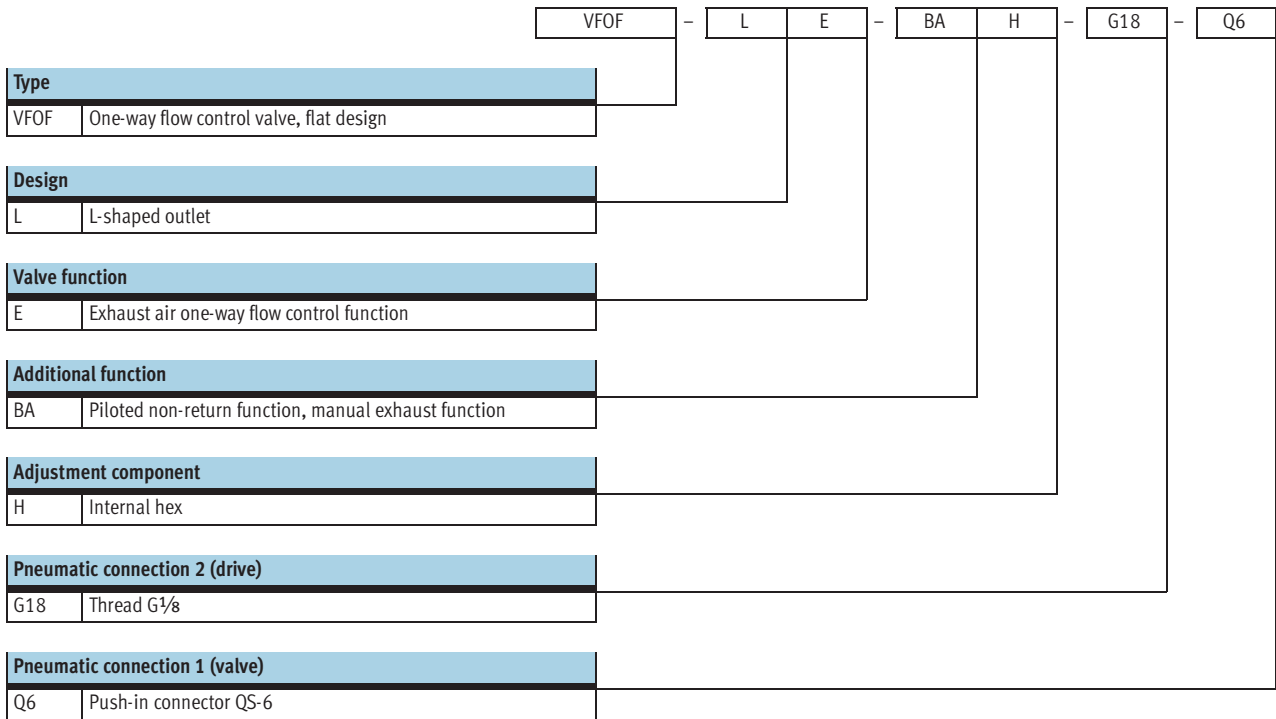 VFOF – L E – BA H – G18 – Q6
Type
VFOF One-way flow control valve, flat design
Design
L L-shaped outlet
Valve function
E Exhaust air one-way flow control function
Additional function
BA Piloted non-return function, manual exhaust function
Adjustment component
H Internal hex
Pneumatic connection 2 (drive)
G18 Thread G⅛
Pneumatic connection 1 (valve)
Q6 Push-in connector QS-6